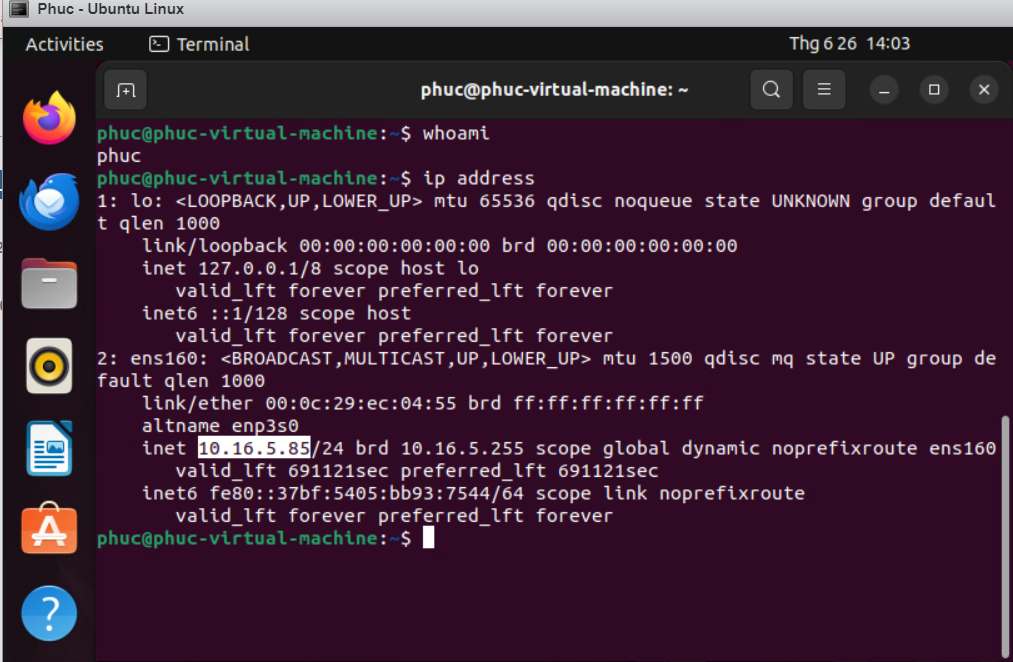 Phuc - Ubuntu Linux
Activities
Terminal
Thg 6 26 14:03
phuc@phuc-virtual-machine: ~
phuc@phuc-virtual-machine:~$ whoami
phuc
phuc@phuc-virtual-machine:~$ ip address
1: lo: <LOOPBACK,UP,LOWER_UP> mtu 65536 qdisc noqueue state UNKNOWN group defaul
t qlen 1000
    link/loopback 00:00:00:00:00:00 brd 00:00:00:00:00:00
    inet 127.0.0.1/8 scope host lo
       valid_lft forever preferred_lft forever
    inet6 ::1/128 scope host
       valid_lft forever preferred_lft forever
2: ens160: <BROADCAST,MULTICAST,UP,LOWER_UP> mtu 1500 qdisc mq state UP group de
fault qlen 1000
    link/ether 00:0c:29:ec:04:55 brd ff:ff:ff:ff:ff:ff
    altname enp3s0
    inet 10.16.5.85/24 brd 10.16.5.255 scope global dynamic noprefixroute ens160
       valid_lft 691121sec preferred_lft 691121sec
    inet6 fe80::37bf:5405:bb93:7544/64 scope link noprefixroute
       valid_lft forever preferred_lft forever
phuc@phuc-virtual-machine:~$